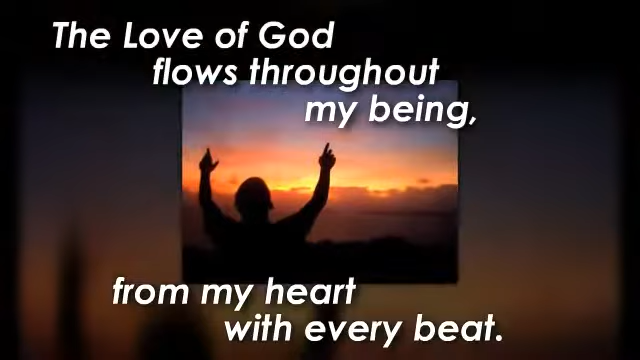 The Love of God
flows throughout
my being,
from my heart
with every beat.